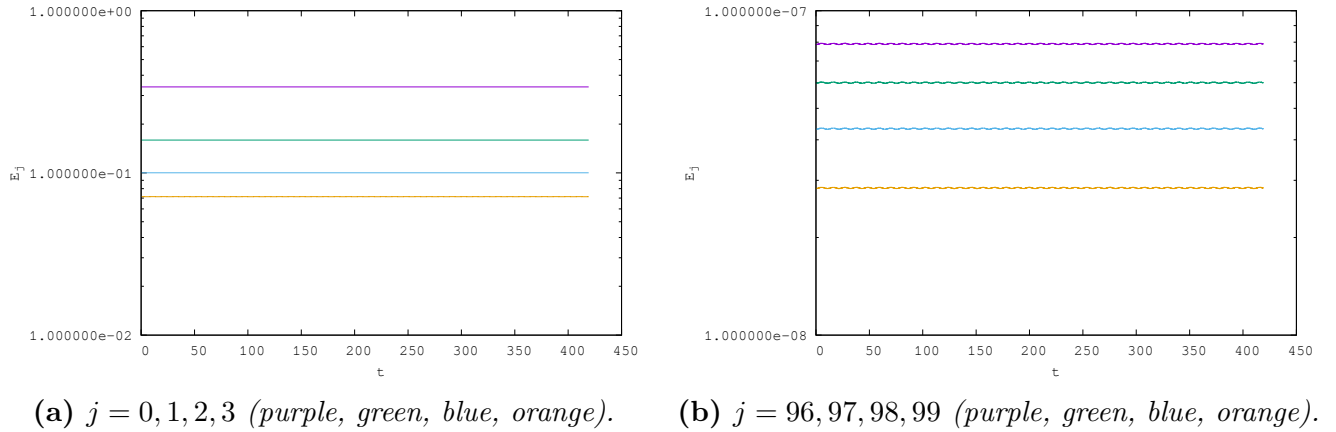 1.000000e+00
1.000000e-01
1.000000e-02
E_j
0 50 100 150 200 250 300 350 400 450
t
1.000000e-07
1.000000e-08
E_j
0 50 100 150 200 250 300 350 400 450
t
(a) j = 0, 1, 2, 3 (purple, green, blue, orange).
(b) j = 96, 97, 98, 99 (purple, green, blue, orange).